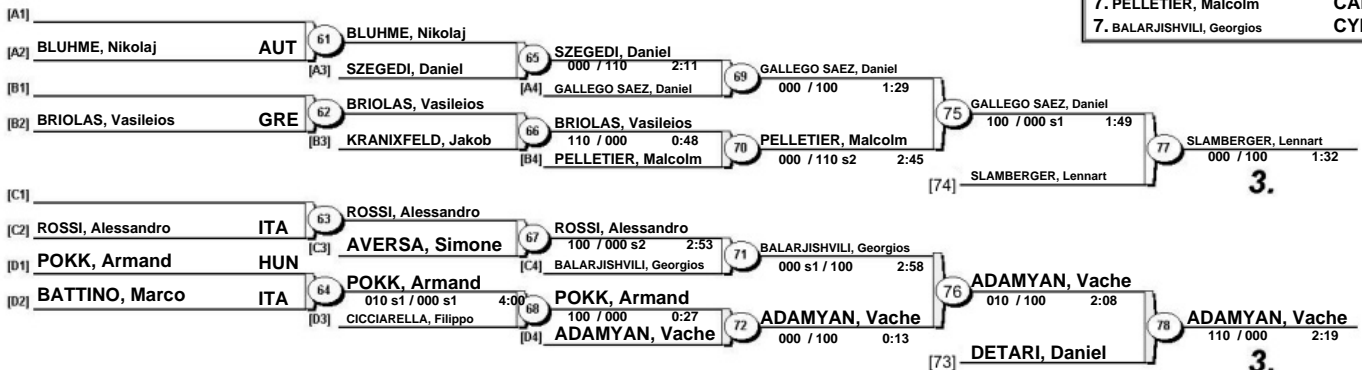 7. PELLETIER, Malcolm
7. BALARJISHVILI, Georgios
[A1]
[A2] BLUHME, Nikolaj AUT
61
BLUHME, Nikolaj
[A3] SZEGEDI, Daniel
65
SZEGEDI, Daniel
000 / 110 2:11
[A4] GALLEGO SAEZ, Daniel
69
GALLEGO SAEZ, Daniel
000 / 100 1:29
[B1]
[B2] BRIOLAS, Vasileios GRE
62
BRIOLAS, Vasileios
[B3] KRANIXFELD, Jakob
66
BRIOLAS, Vasileios
110 / 000 0:48
[B4] PELLETIER, Malcolm
70
PELLETIER, Malcolm
000 / 110 s2 2:45
75
GALLEGO SAEZ, Daniel
100 / 000 s1 1:49
[74] SLAMBERGER, Lennart
77
SLAMBERGER, Lennart
000 / 100 1:32
3.
[C1]
[C2] ROSSI, Alessandro ITA
63
ROSSI, Alessandro
[C3] AVERSA, Simone
67
ROSSI, Alessandro
100 / 000 s2 2:53
[C4] BALARJISHVILI, Georgios
71
BALARJISHVILI, Georgios
000 s1 / 100 2:58
[D1] POKK, Armand HUN
[D2] BATTINO, Marco ITA
64
POKK, Armand
010 s1 / 000 s1 4:00
[D3] CICCIARELLA, Filippo
68
POKK, Armand
100 / 000 0:27
[D4] ADAMYAN, Vache
72
ADAMYAN, Vache
000 / 100 0:13
76
ADAMYAN, Vache
010 / 100 2:08
[73] DETARI, Daniel
78
ADAMYAN, Vache
110 / 000 2:19
3.